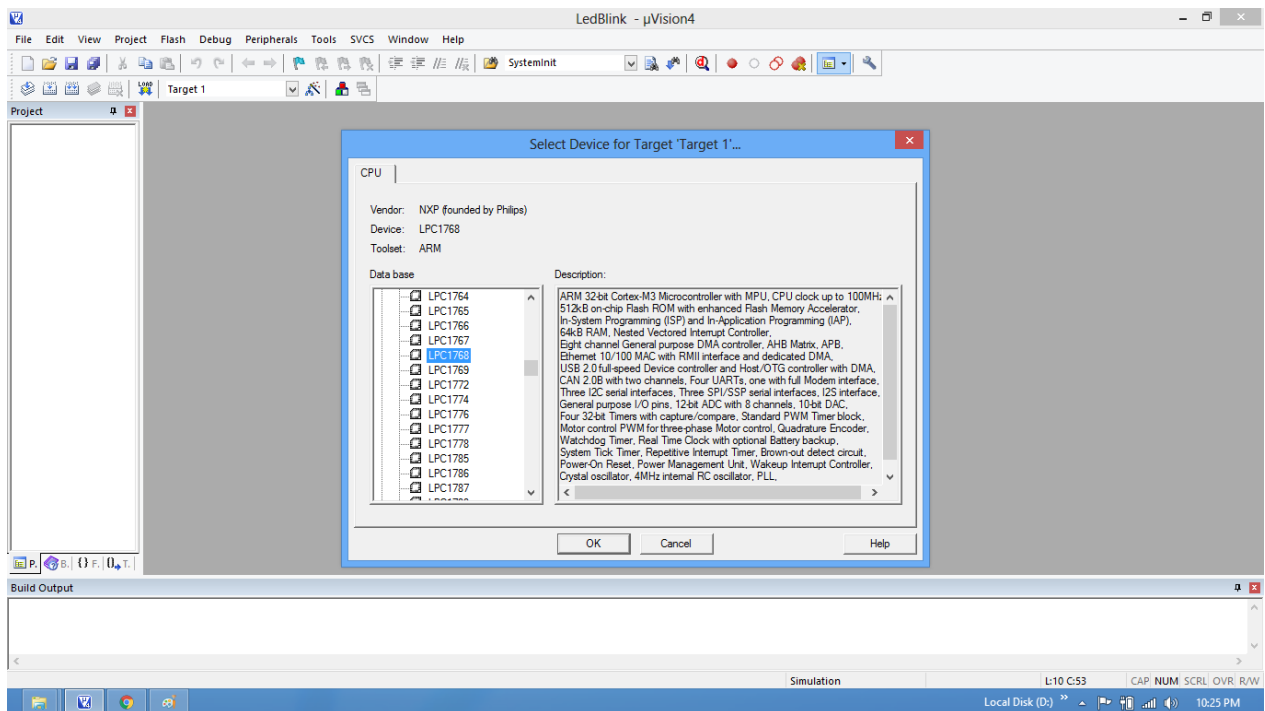 LedBlink - µVision4
File Edit View Project Flash Debug Peripherals Tools SVCS Window Help
SystemInit
LOAD Target 1
Project
Select Device for Target 'Target 1'...
CPU
Vendor: NXP (founded by Philips)
Device: LPC1768
Toolset: ARM
Data base
LPC1764
LPC1765
LPC1766
LPC1767
LPC1768
LPC1769
LPC1772
LPC1774
LPC1776
LPC1777
LPC1778
LPC1785
LPC1786
LPC1787
Description:
ARM 32-bit Cortex-M3 Microcontroller with MPU, CPU clock up to 100MHz
512kB on-chip Flash ROM with enhanced Flash Memory Accelerator,
In-System Programming (ISP) and In-Application Programming (IAP),
64kB RAM, Nested Vectored Interrupt Controller,
Eight channel General purpose DMA controller, AHB Matrix, APB,
Ethernet 10/100 MAC with RMII interface and dedicated DMA,
USB 2.0 full-speed Device controller and Host/OTG controller with DMA,
CAN 2.0B with two channels, Four UARTs, one with full Modem interface,
Three I2C serial interfaces, Three SPI/SSP serial interfaces, I2S interface,
General purpose I/O pins, 12-bit ADC with 8 channels, 10-bit DAC,
Four 32-bit Timers with capture/compare, Standard PWM Timer block,
Motor control PWM for three-phase Motor control, Quadrature Encoder,
Watchdog Timer, Real Time Clock with optional Battery backup,
System Tick Timer, Repetitive Interrupt Timer, Brown-out detect circuit,
Power-On Reset, Power Management Unit, Wakeup Interrupt Controller,
Crystal oscillator, 4MHz internal RC oscillator, PLL,
OK Cancel Help
P. B. {} F. 0 T.
Build Output
Simulation L:10 C:53 CAP NUM SCRL OVR R/W
Local Disk (D:) 10:25 PM